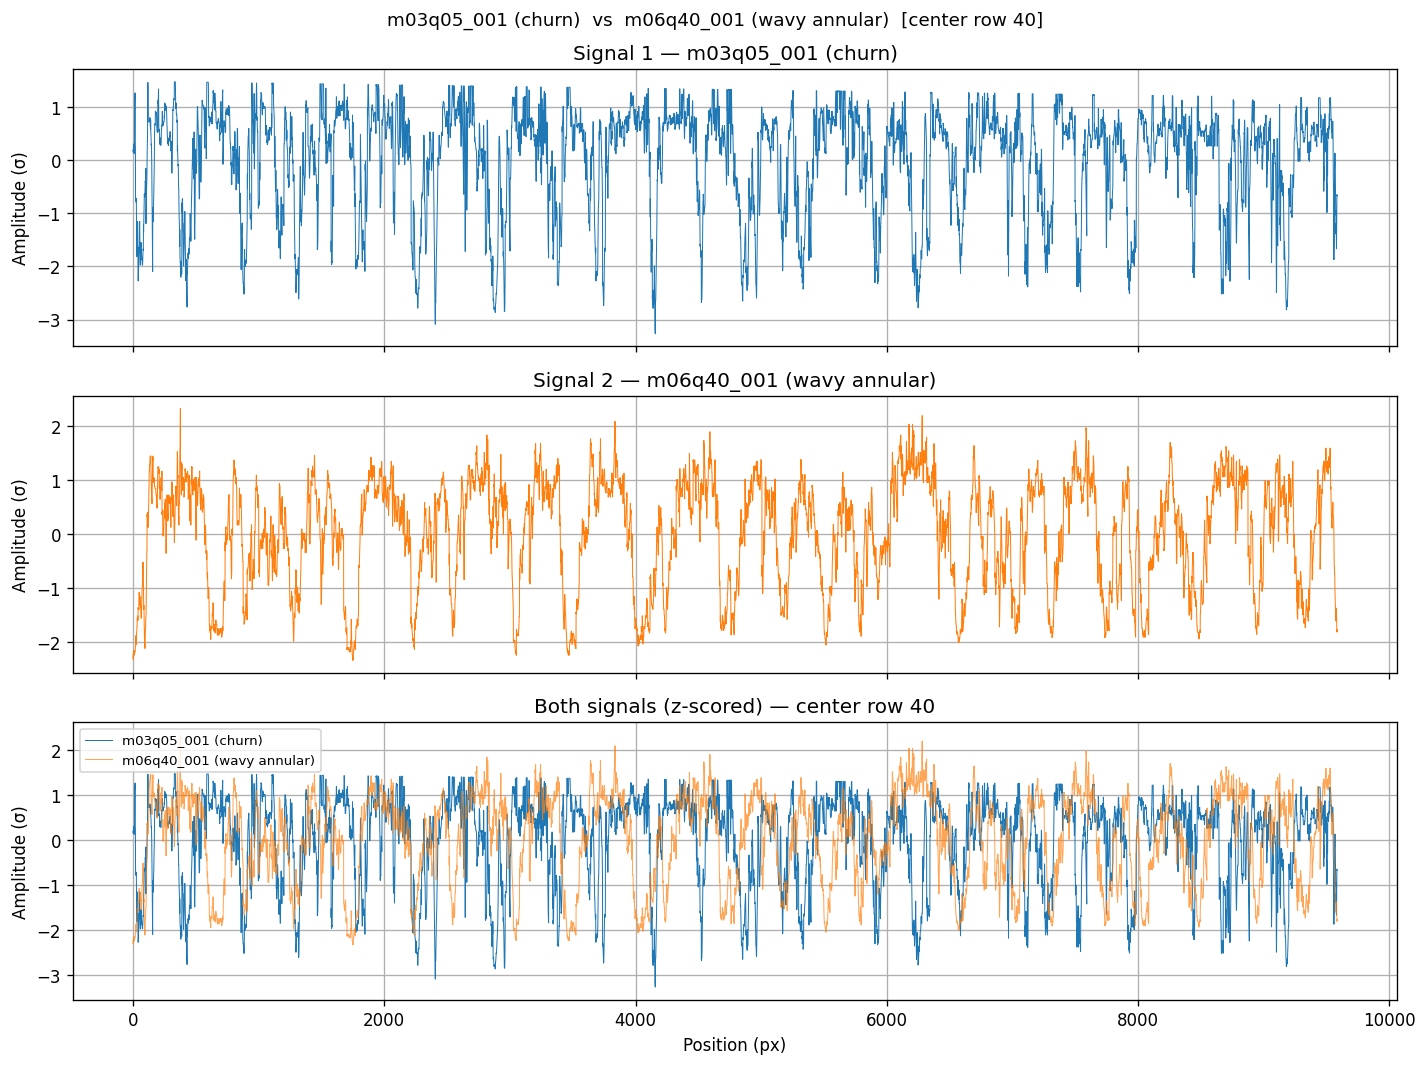 m03q05_001 (churn)  vs  m06q40_001 (wavy annular)  [center row 40]
Signal 1 — m03q05_001 (churn)
1
0
−1
−2
−3
Amplitude (σ)
Signal 2 — m06q40_001 (wavy annular)
2
1
0
−1
−2
Amplitude (σ)
Both signals (z-scored) — center row 40
m03q05_001 (churn)
m06q40_001 (wavy annular)
2
1
0
−1
−2
−3
Amplitude (σ)
0 2000 4000 6000 8000 10000
Position (px)